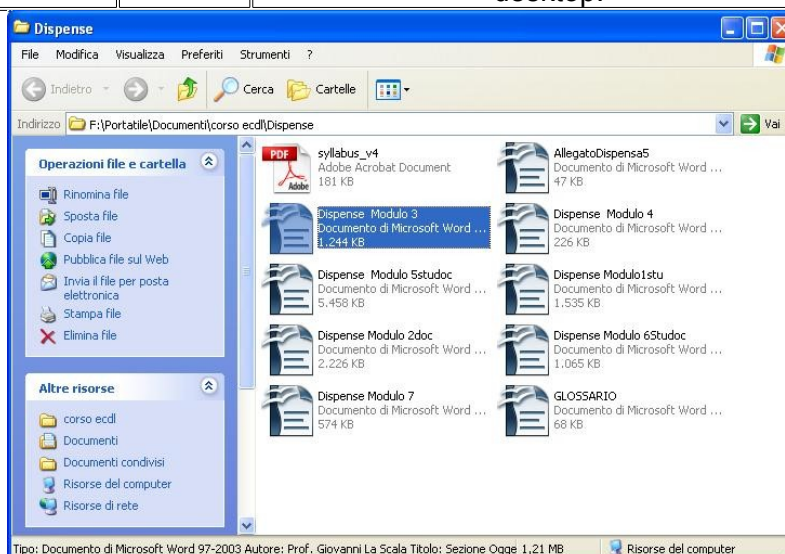 desktop.
Dispense
File Modifica Visualizza Preferiti Strumenti ?
Indietro Cerca Cartelle
Indirizzo F:\Portatile\Documenti\corso ecdl\Dispense Vai
Operazioni file e cartella
Rinomina file
Sposta file
Copia file
Pubblica file sul Web
Invia il file per posta
elettronica
Stampa file
Elimina file
Altre risorse
corso ecdl
Documenti
Documenti condivisi
Risorse del computer
Risorse di rete
PDF
Adobe
syllabus_v4
Adobe Acrobat Document
181 KB
AllegatoDispensa5
Documento di Microsoft Word ...
47 KB
Dispense Modulo 3
Documento di Microsoft Word ...
1.244 KB
Dispense Modulo 4
Documento di Microsoft Word ...
226 KB
Dispense Modulo 5studoc
Documento di Microsoft Word ...
5.458 KB
Dispense Modulo1stu
Documento di Microsoft Word ...
1.535 KB
Dispense Modulo 2doc
Documento di Microsoft Word ...
2.226 KB
Dispense Modulo 6Studoc
Documento di Microsoft Word ...
1.065 KB
Dispense Modulo 7
Documento di Microsoft Word ...
574 KB
GLOSSARIO
Documento di Microsoft Word ...
68 KB
Tipo: Documento di Microsoft Word 97-2003 Autore: Prof. Giovanni La Scala Titolo: Sezione Ogge 1,21 MB Risorse del computer